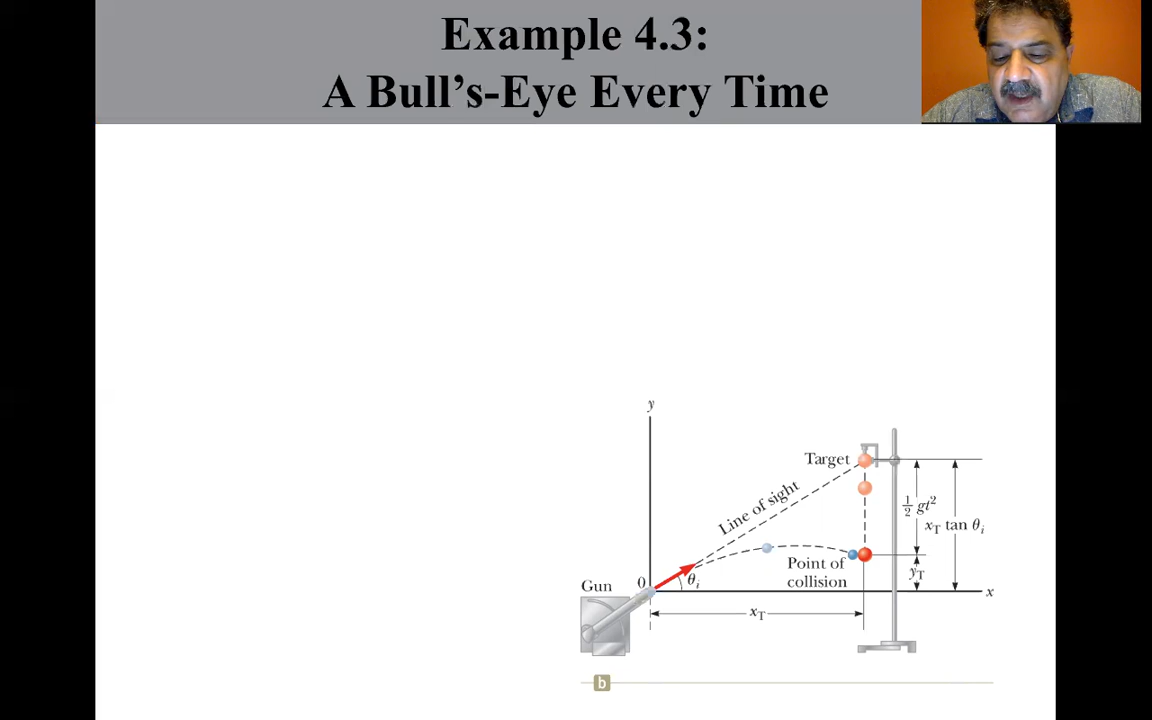 Example 4.3:
A Bull’s-Eye Every Time
y
Target
Line of sight
½ gt²
x_T tan θ_i
Point of
collision
y_T
Gun
0
θ_i
x
x_T
b